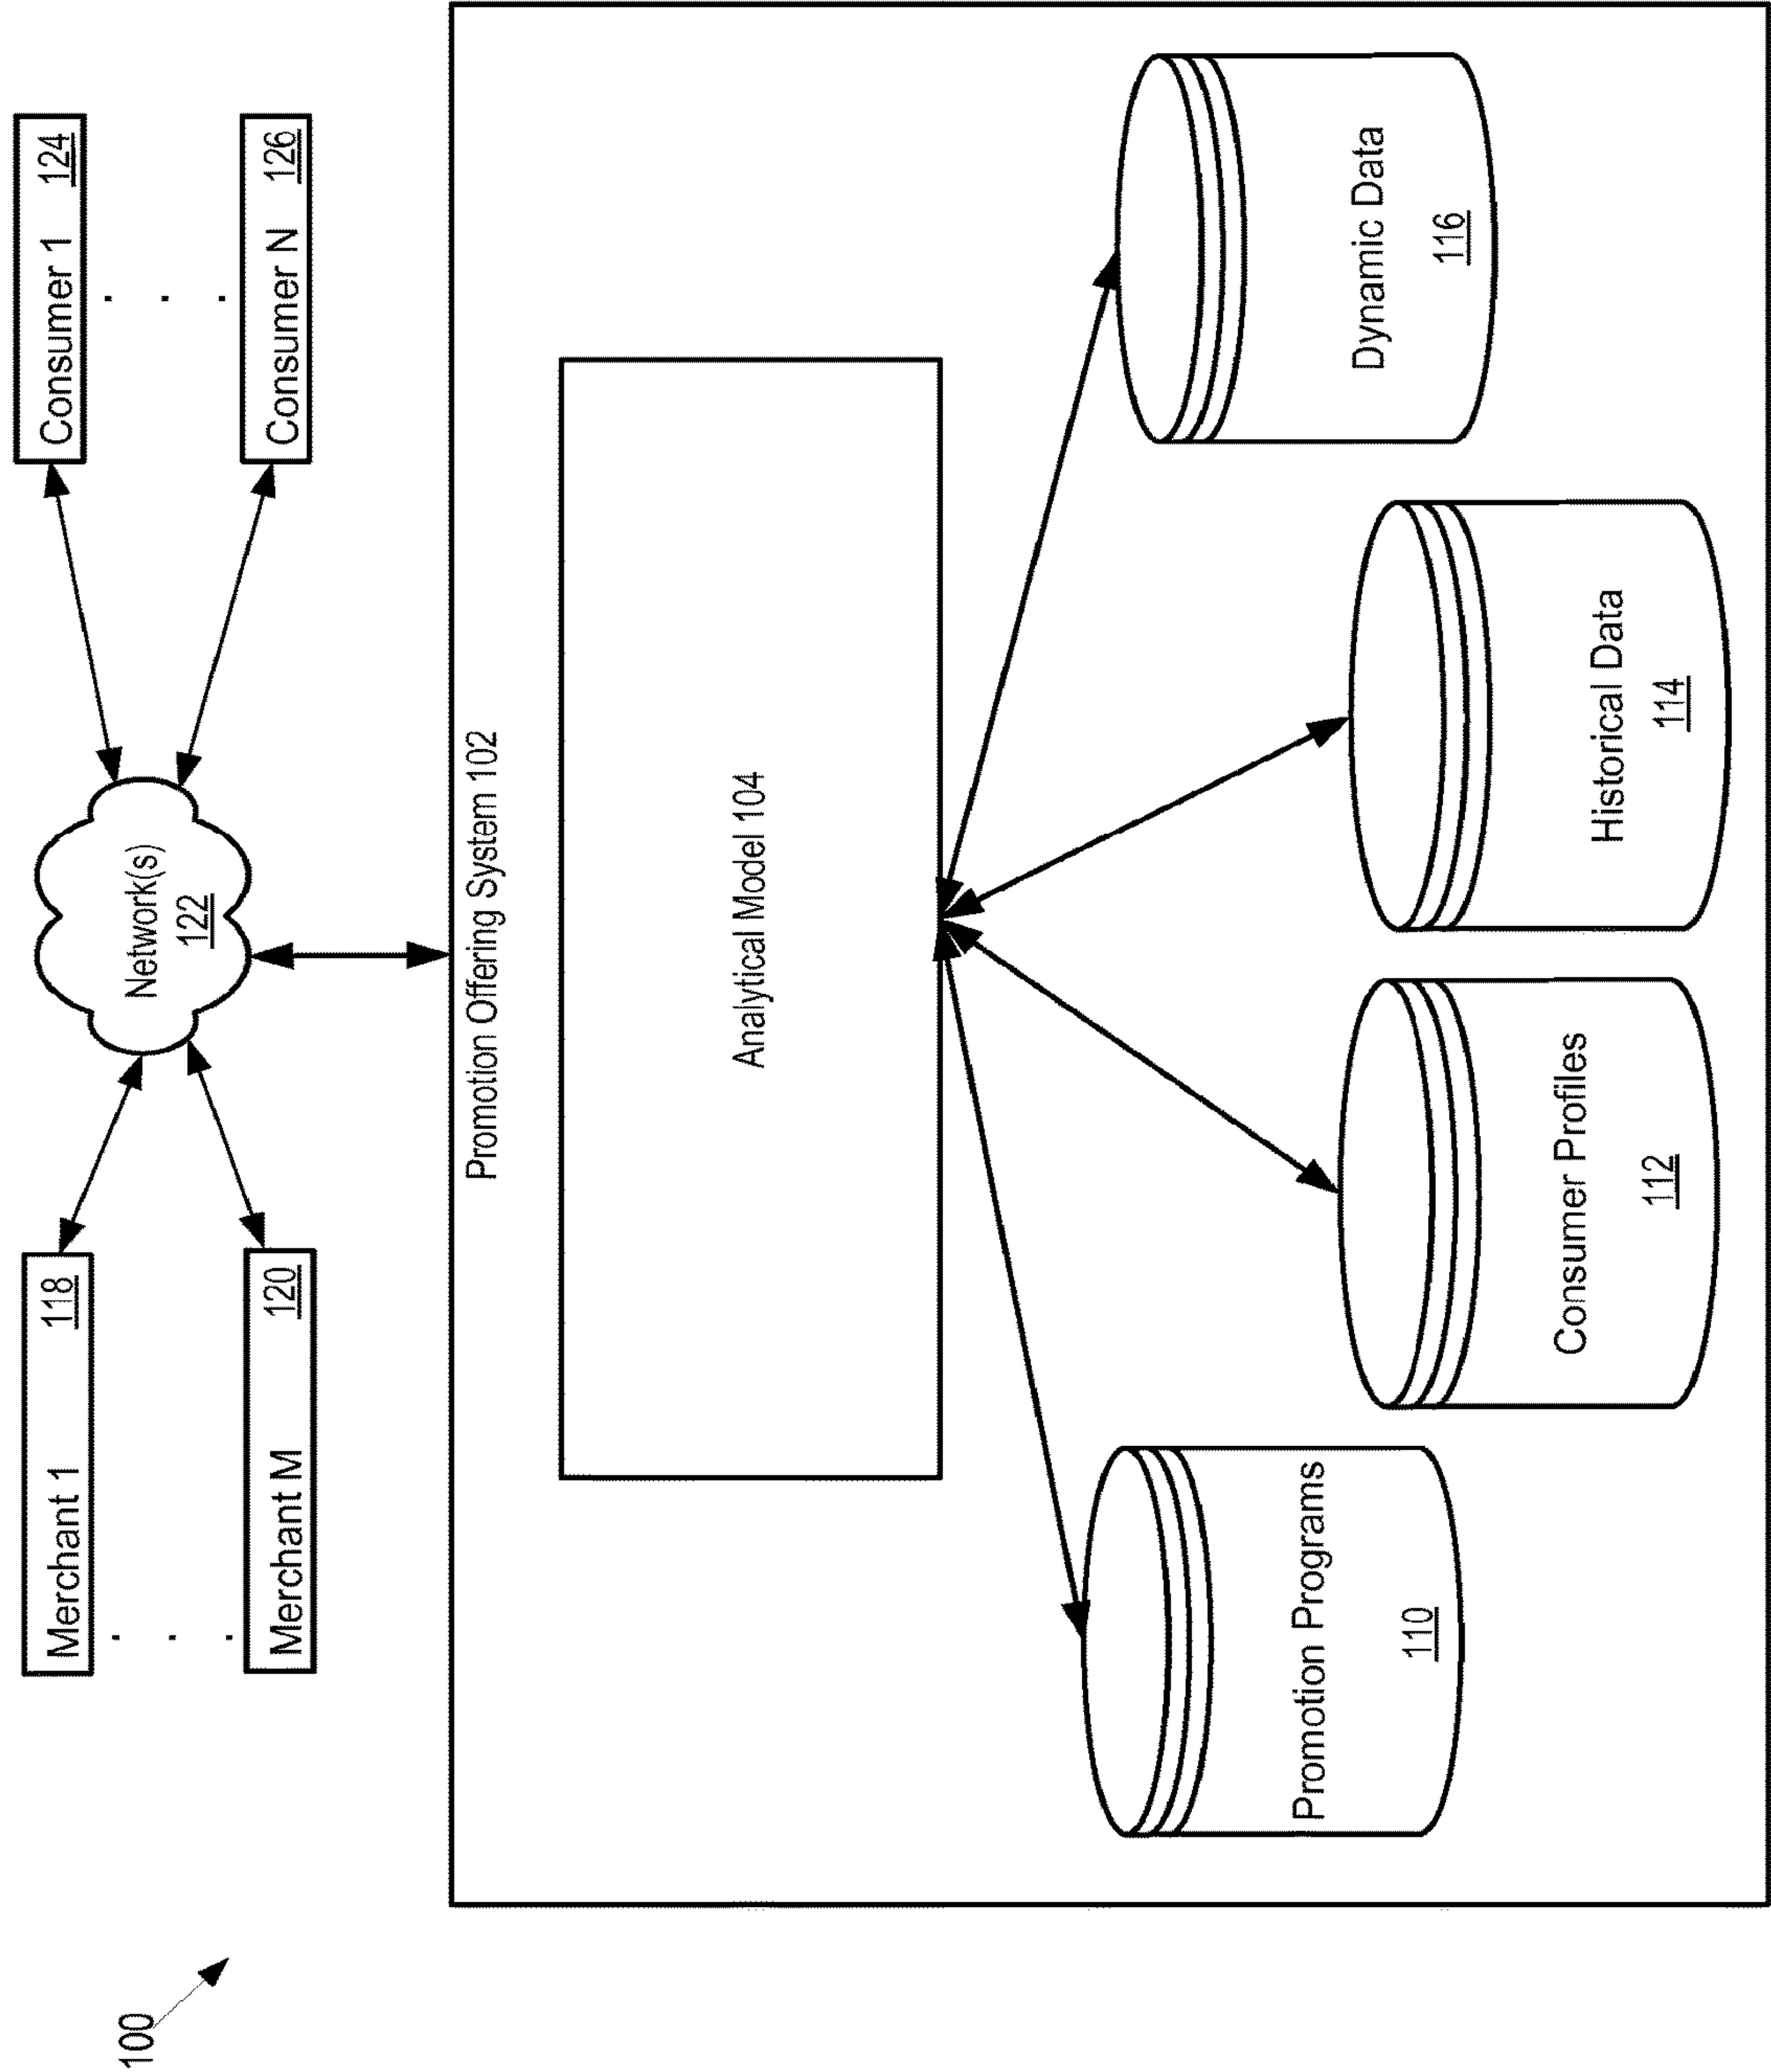 100
Merchant 1 118
. . .
Merchant M 120
Network(s)
122
Consumer 1 124
. . .
Consumer N 126
Promotion Offering System 102
Analytical Model 104
Promotion Programs
110
Consumer Profiles
112
Historical Data
114
Dynamic Data
116